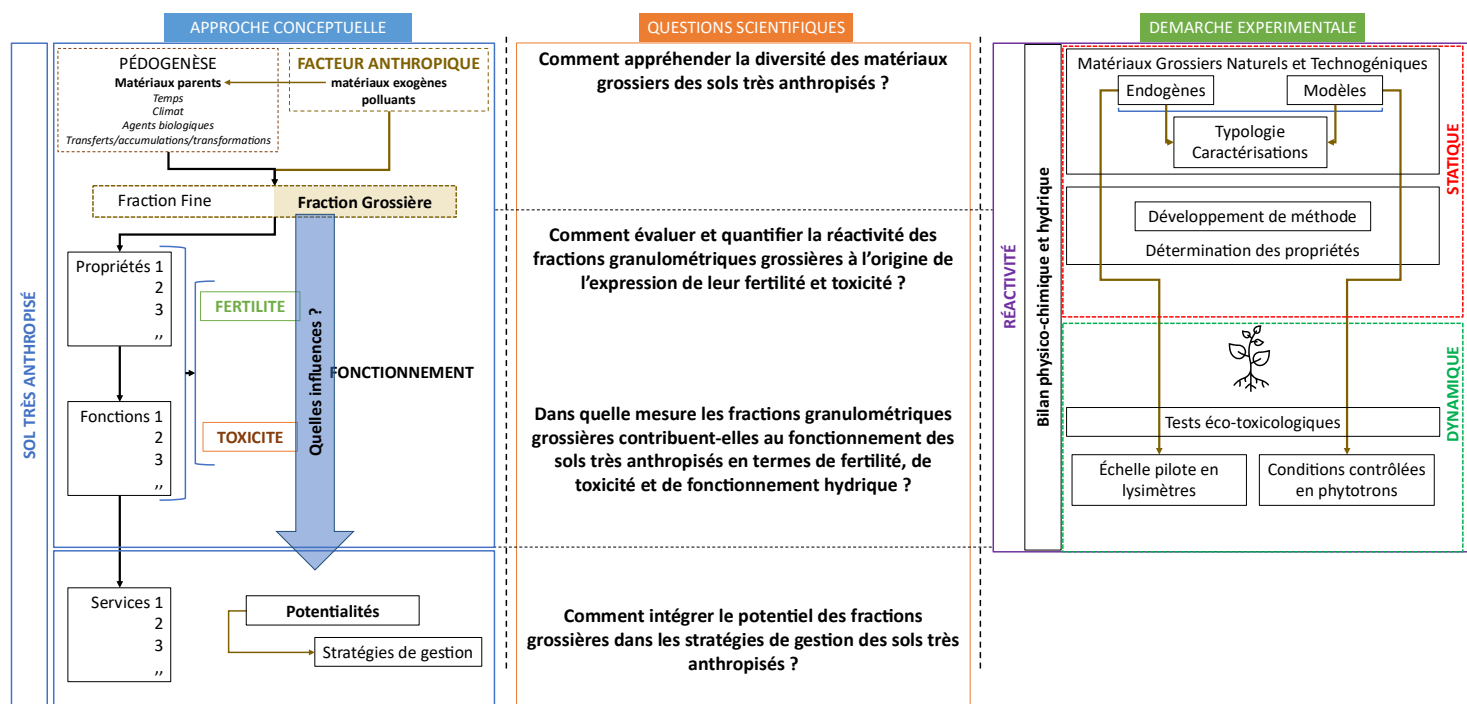 APPROCHE CONCEPTUELLE
SOL TRÈS ANTHROPISÉ
PÉDOGENÈSE
Matériaux parents
Temps
Climat
Agents biologiques
Transferts/accumulations/transformations
FACTEUR ANTHROPIQUE
matériaux exogènes
polluants
Fraction Fine
Fraction Grossière
Propriétés 1
2
3
,,
FERTILITE
Fonctions 1
2
3
,,
TOXICITE
Quelles influences ?
FONCTIONNEMENT
Services 1
2
3
,,
Potentialités
Stratégies de gestion
QUESTIONS SCIENTIFIQUES
Comment appréhender la diversité des matériaux
grossiers des sols très anthropisés ?
Comment évaluer et quantifier la réactivité des
fractions granulométriques grossières à l’origine de
l’expression de leur fertilité et toxicité ?
Dans quelle mesure les fractions granulométriques
grossières contribuent-elles au fonctionnement des
sols très anthropisés en termes de fertilité, de
toxicité et de fonctionnement hydrique ?
Comment intégrer le potentiel des fractions
grossières dans les stratégies de gestion des sols très
anthropisés ?
DEMARCHE EXPERIMENTALE
RÉACTIVITÉ
Bilan physico-chimique et hydrique
Matériaux Grossiers Naturels et Technogéniques
Endogènes
Modèles
Typologie
Caractérisations
STATIQUE
Développement de méthode
Détermination des propriétés
DYNAMIQUE
Tests éco-toxicologiques
Échelle pilote en
lysimètres
Conditions contrôlées
en phytotrons